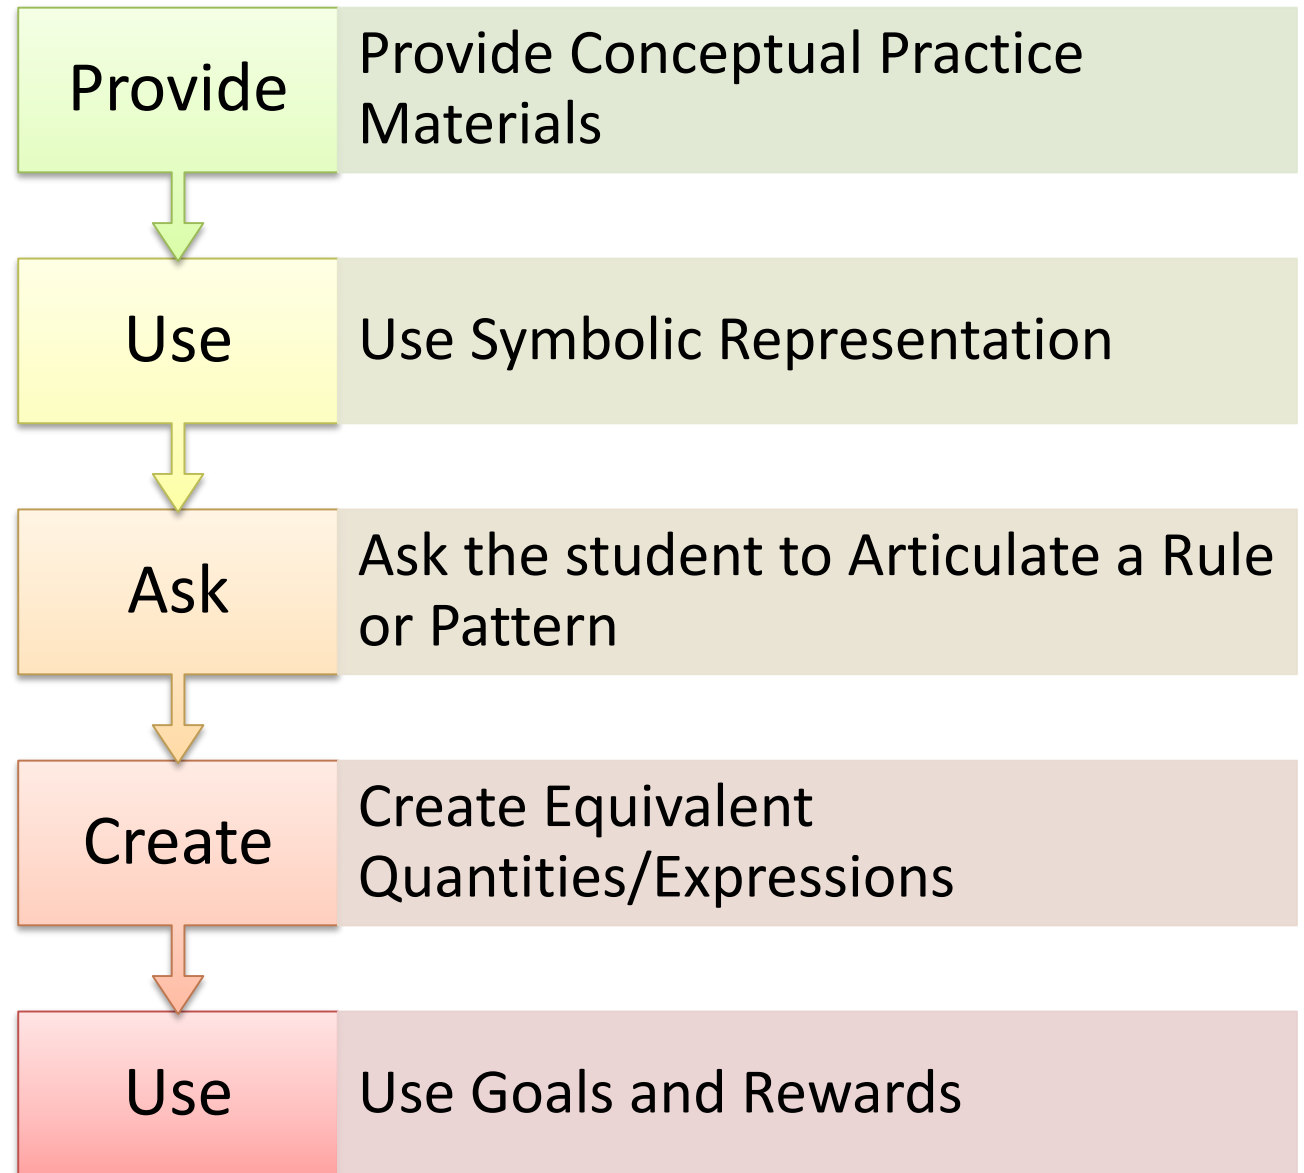 Provide
Provide Conceptual Practice
Materials
Use
Use Symbolic Representation
Ask
Ask the student to Articulate a Rule
or Pattern
Create
Create Equivalent
Quantities/Expressions
Use
Use Goals and Rewards